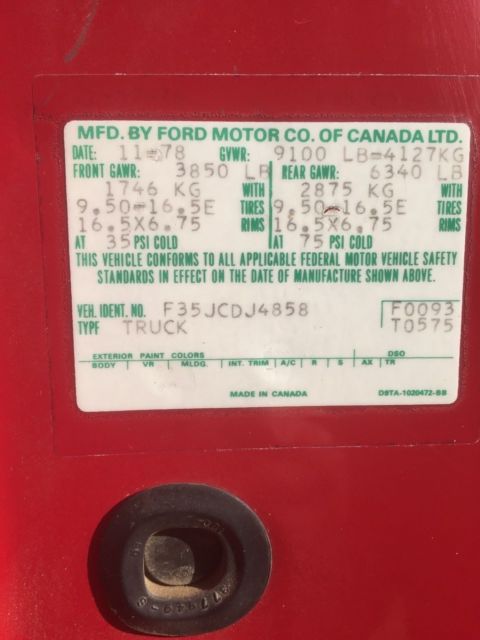 MFD. BY FORD MOTOR CO. OF CANADA LTD.
DATE: 11-78 GVWR: 9100 LB=4127KG
FRONT GAWR: 3850 LB REAR GAWR: 6340 LB
1746 KG WITH 2875 KG WITH
9.50-16.5E TIRES 9.50-16.5E TIRES
16.5X6.75 RIMS 16.5X6.75 RIMS
AT 35 PSI COLD AT 75 PSI COLD
THIS VEHICLE CONFORMS TO ALL APPLICABLE FEDERAL MOTOR VEHICLE SAFETY
STANDARDS IN EFFECT ON THE DATE OF MANUFACTURE SHOWN ABOVE.
VEH. IDENT. NO. F35JCDJ4858 F0093
TYPE TRUCK T0575
EXTERIOR PAINT COLORS DSO
BODY VR MLDG. INT. TRIM A/C R S AX TR
MADE IN CANADA D9TA-1020472-BB